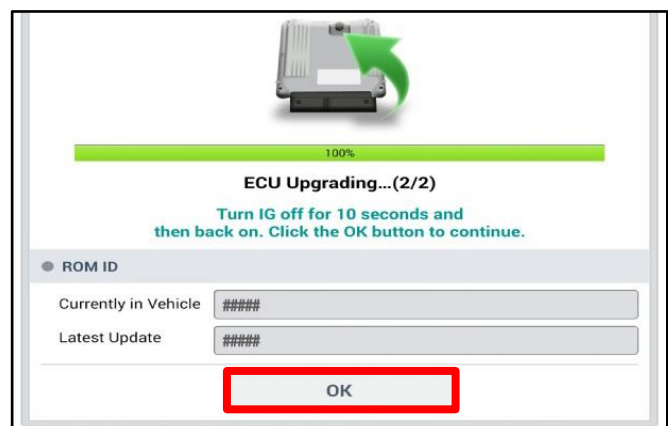 100%
ECU Upgrading...(2/2)
Turn IG off for 10 seconds and
then back on. Click the OK button to continue.
ROM ID
Currently in Vehicle #####
Latest Update #####
OK